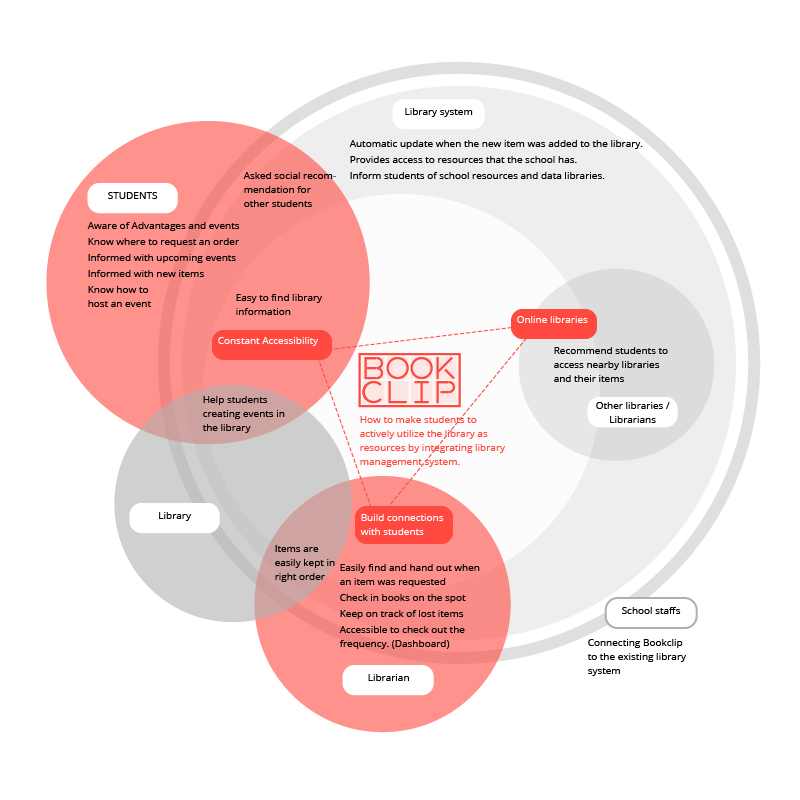 Library system
Automatic update when the new item was added to the library.
Provides access to resources that the school has.
Inform students of school resources and data libraries.
Asked social recom-
mendation for
other students
STUDENTS
Aware of Advantages and events
Know where to request an order
Informed with upcoming events
Informed with new items
Know how to
host an event
Easy to find library
information
Constant Accessibility
Online libraries
Recommend students to
access nearby libraries
and their items
Other libraries /
Librarians
BOOK
CLIP
How to make students to
actively utilize the library as
resources by integrating library
management system.
Help students
creating events in
the library
Library
Build connections
with students
Items are
easily kept in
right order
Easily find and hand out when
an item was requested
Check in books on the spot
Keep on track of lost items
Accessible to check out the
frequency. (Dashboard)
Librarian
School staffs
Connecting Bookclip
to the existing library
system